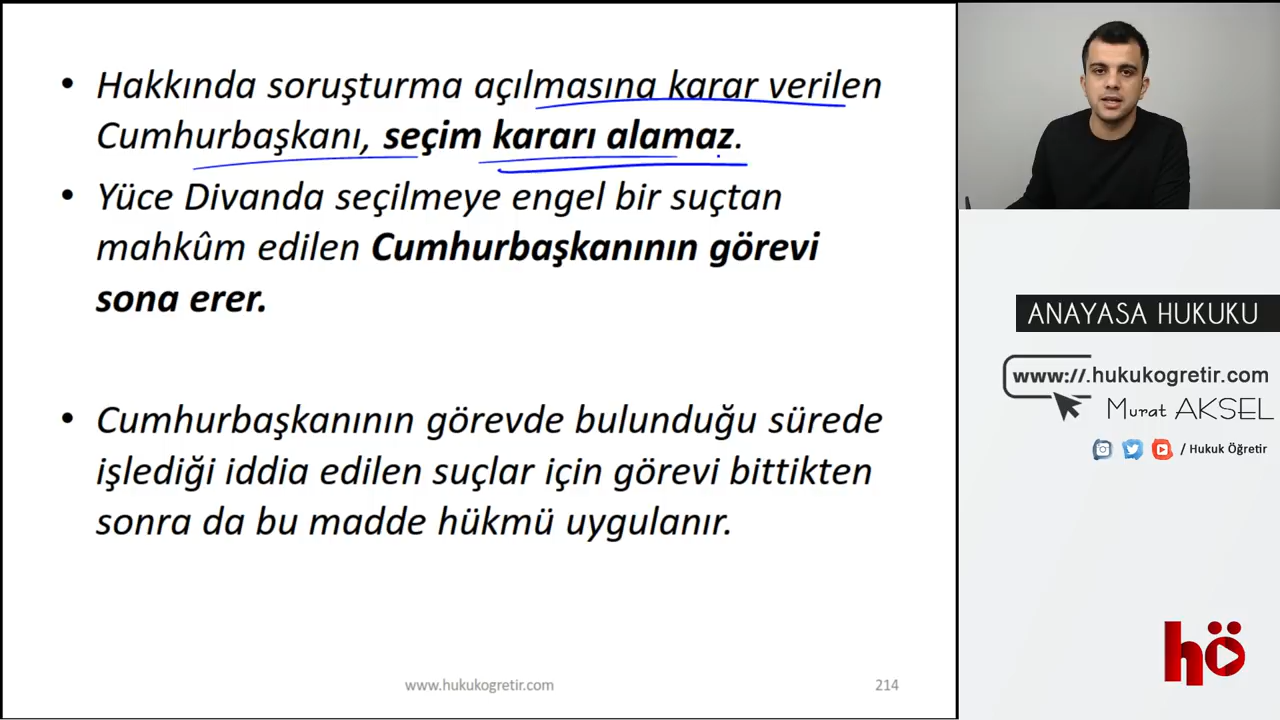 • Hakkında soruşturma açılmasına karar verilen
Cumhurbaşkanı, seçim kararı alamaz.
• Yüce Divanda seçilmeye engel bir suçtan
mahkûm edilen Cumhurbaşkanının görevi
sona erer.
• Cumhurbaşkanının görevde bulunduğu sürede
işlediği iddia edilen suçlar için görevi bittikten
sonra da bu madde hükmü uygulanır.
www.hukukogretir.com
214
ANAYASA HUKUKU
www://.hukukogretir.com
Murat AKSEL
/ Hukuk Öğretir
hö